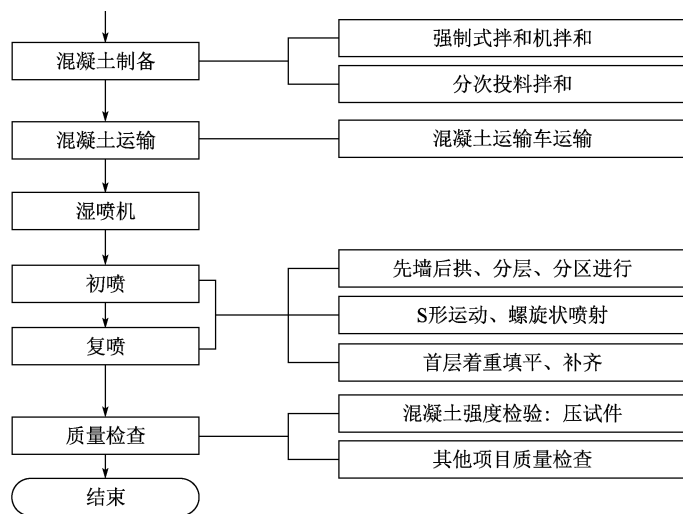 混凝土制备
强制式拌和机拌和
分次投料拌和
混凝土运输
混凝土运输车运输
湿喷机
初喷
先墙后拱、分层、分区进行
S形运动、螺旋状喷射
复喷
首层着重填平、补齐
混凝土强度检验：压试件
质量检查
其他项目质量检查
结束